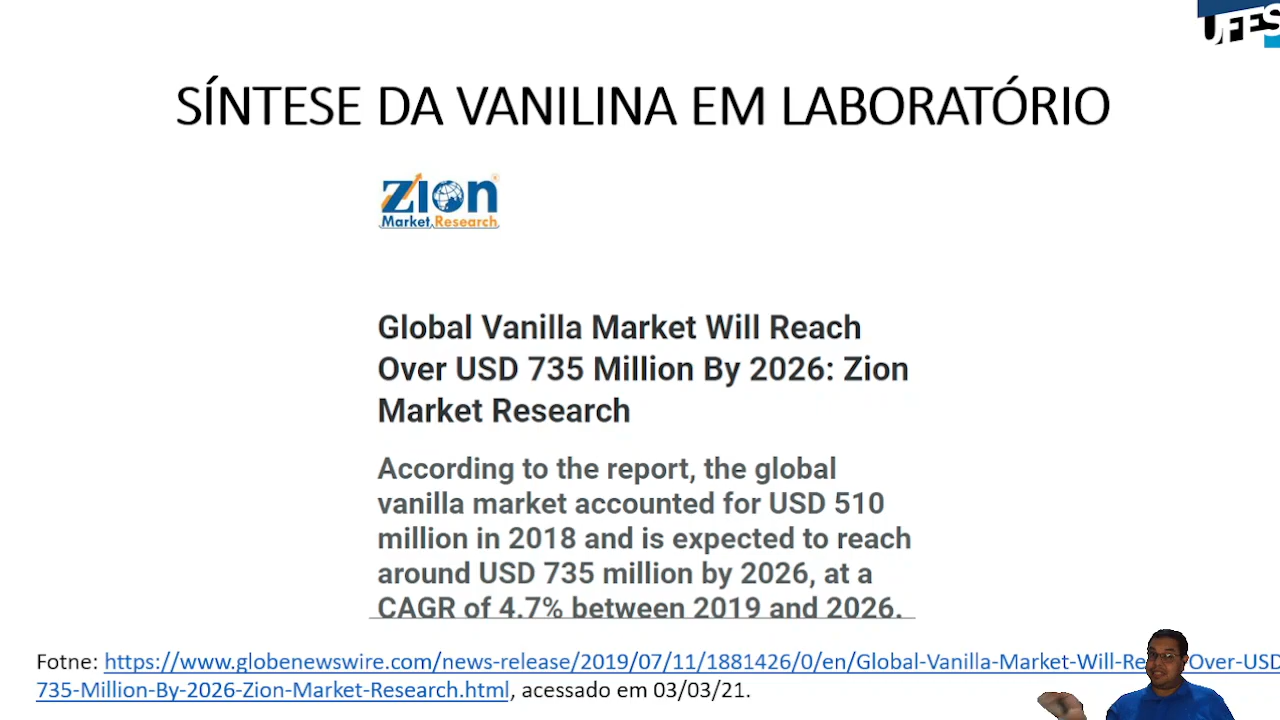 UFES
SÍNTESE DA VANILINA EM LABORATÓRIO
Zion
Market.Research.
Global Vanilla Market Will Reach
Over USD 735 Million By 2026: Zion
Market Research
According to the report, the global
vanilla market accounted for USD 510
million in 2018 and is expected to reach
around USD 735 million by 2026, at a
CAGR of 4.7% between 2019 and 2026.
Fotne: https://www.globenewswire.com/news-release/2019/07/11/1881426/0/en/Global-Vanilla-Market-Will-Re Over-USD
735-Million-By-2026-Zion-Market-Research.html, acessado em 03/03/21.